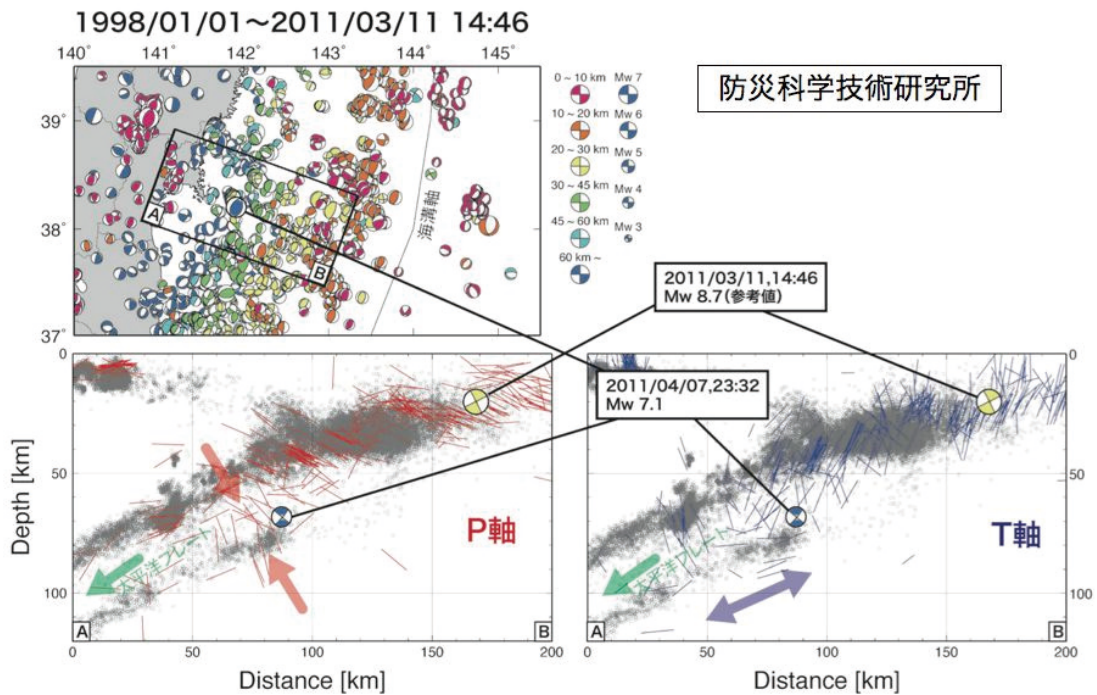 1998/01/01~2011/03/11 14:46
140° 141° 142° 143° 144° 145°
39°
38°
37°
A
B
海溝軸
0 ~ 10 km Mw 7
10 ~ 20 km Mw 6
20 ~ 30 km Mw 5
30 ~ 45 km Mw 4
45 ~ 60 km Mw 3
60 km ~
防災科学技術研究所
2011/03/11,14:46
Mw 8.7(参考値)
2011/04/07,23:32
Mw 7.1
Depth [km]
0
50
100
P軸
太平洋プレート
A
B
0 50 100 150 200
Distance [km]
T軸
太平洋プレート
A
B
0
50
100
0 50 100 150 200
Distance [km]